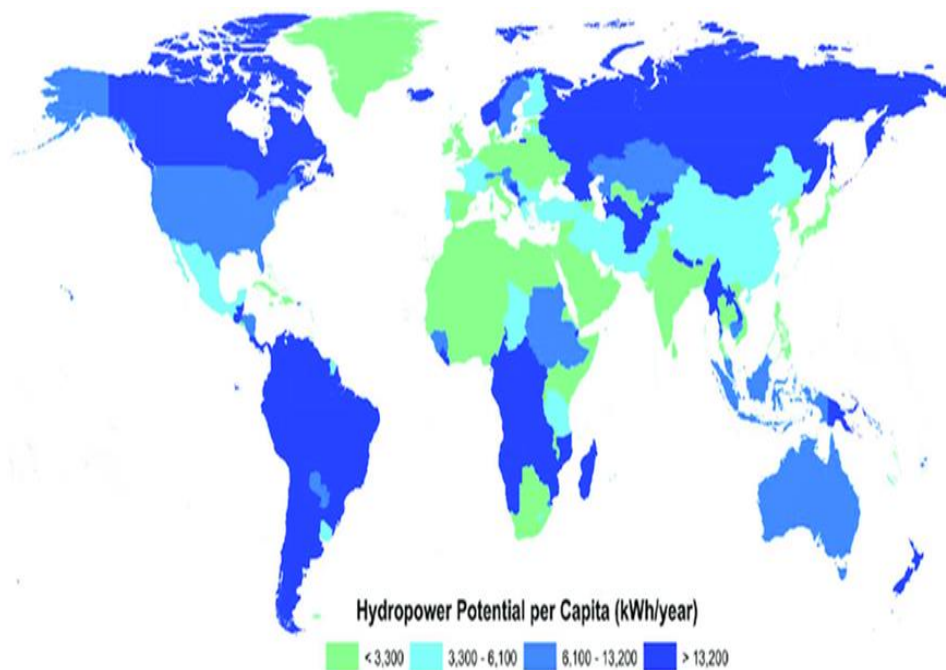 Hydropower Potential per Capita (kWh/year)
< 3,300 3,300 - 6,100 6,100 - 13,200 > 13,200